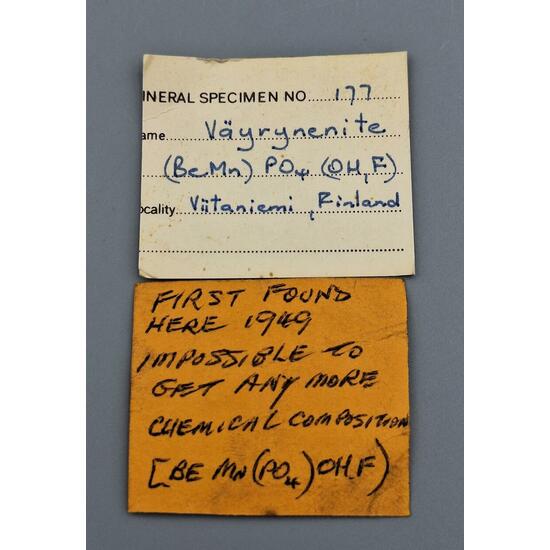 INERAL SPECIMEN NO. 177
ame Väyrynenite
(Be Mn) PO4 (OH, F)
ocality Viitaniemi, Finland
FIRST FOUND
HERE 1949
IMPOSSIBLE TO
GET ANY MORE
CHEMICAL COMPOSITION
[BE MN (PO4) OH F)